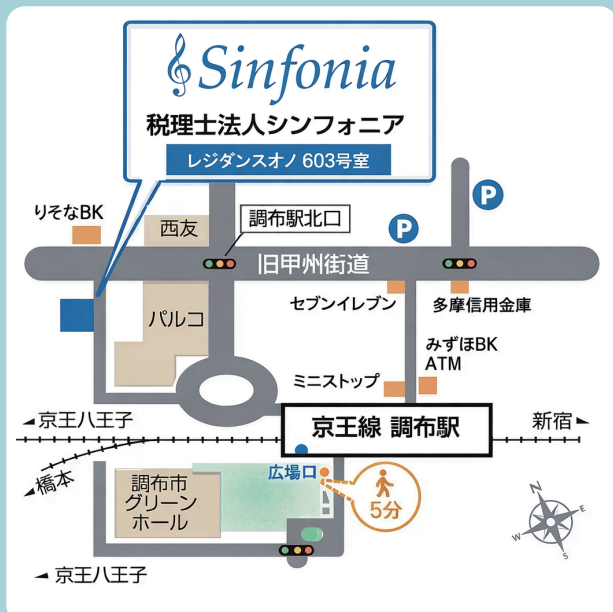 Sinfonia
税理士法人シンフォニア
レジダンスオノ 603号室
りそなBK
西友
調布駅北口
P
P
旧甲州街道
パルコ
セブンイレブン
多摩信用金庫
みずほBK
ATM
ミニストップ
京王八王子
京王線 調布駅
新宿
橋本
広場口
調布市
グリーン
ホール
5分
N
E
W
S
京王八王子